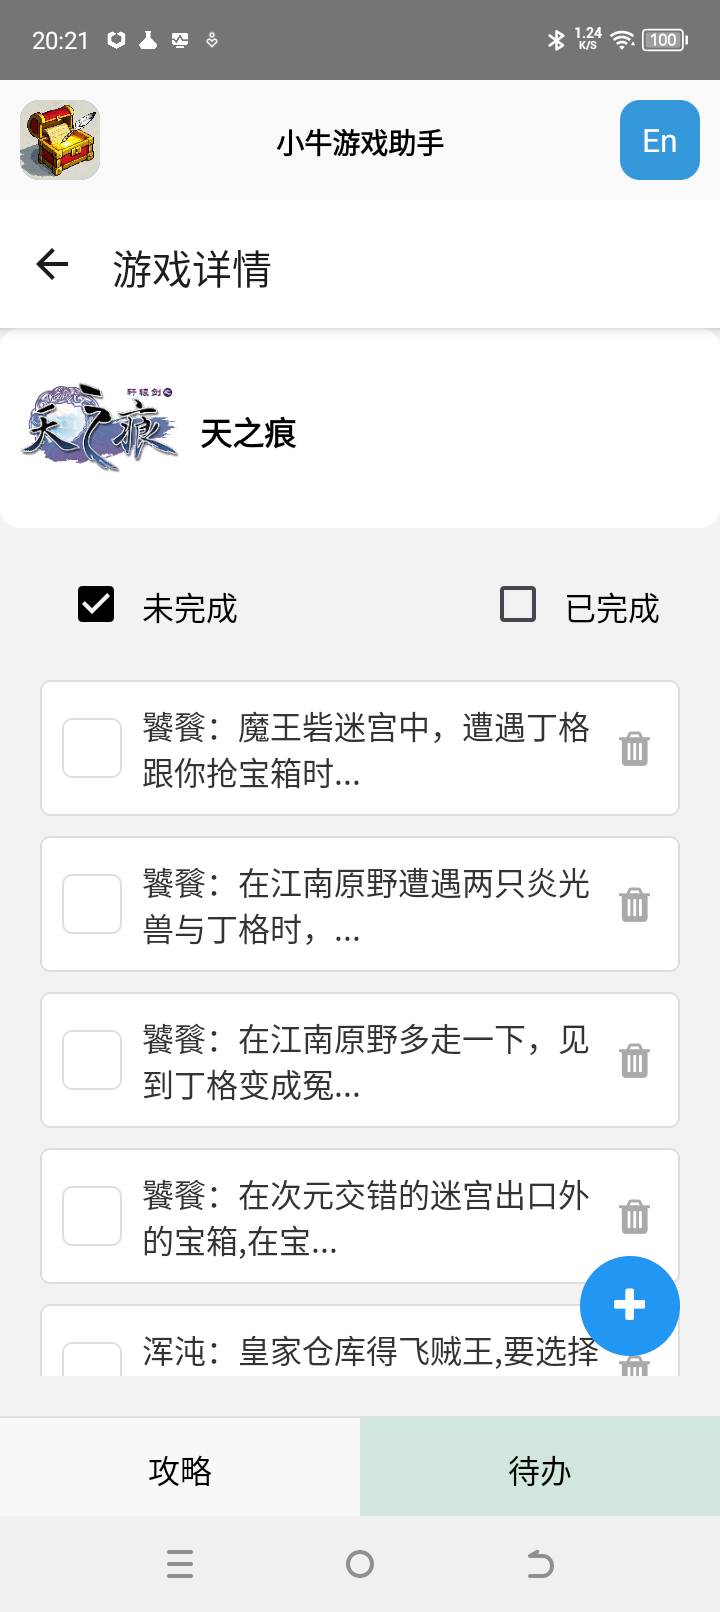 20:21
1.24
K/S
100
小牛游戏助手
En
游戏详情
轩辕剑
天之痕
天之痕
未完成
已完成
饕餮：魔王砦迷宫中，遭遇丁格
跟你抢宝箱时...
饕餮：在江南原野遭遇两只炎光
兽与丁格时，...
饕餮：在江南原野多走一下，见
到丁格变成冤...
饕餮：在次元交错的迷宫出口外
的宝箱,在宝...
浑沌：皇家仓库得飞贼王,要选择
攻略
待办